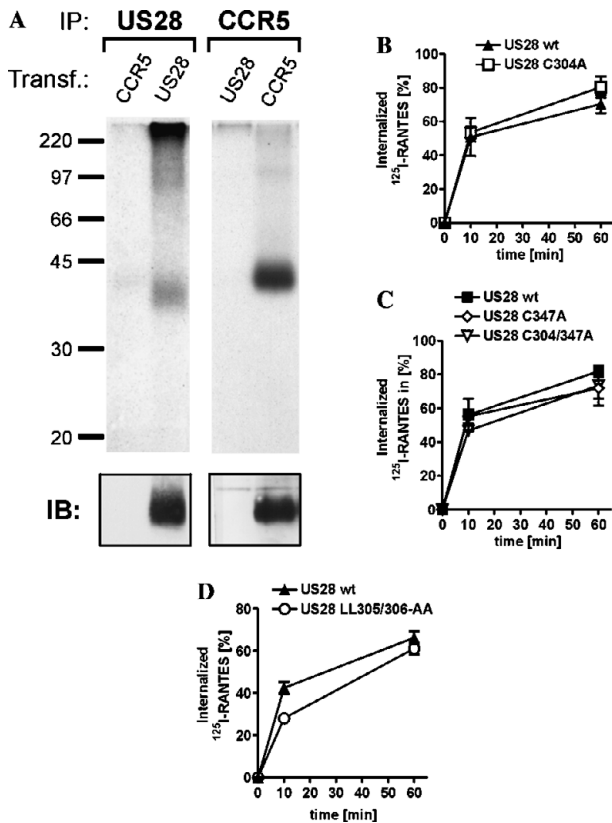 A
IP: US28 CCR5
Transf.: CCR5 US28 US28 CCR5
220
97
66
45
30
20
IB:
B
US28 wt
US28 C304A
Internalized
125I-RANTES [%]
100
80
60
40
20
0
0 10 20 30 40 50 60
time [min]
C
US28 wt
US28 C347A
US28 C304/347A
Internalized
125I-RANTES in [%]
100
80
60
40
20
0
0 10 20 30 40 50 60
time [min]
D
US28 wt
US28 LL305/306-AA
Internalized
125I-RANTES [%]
80
60
40
20
0
0 10 20 30 40 50 60
time [min]